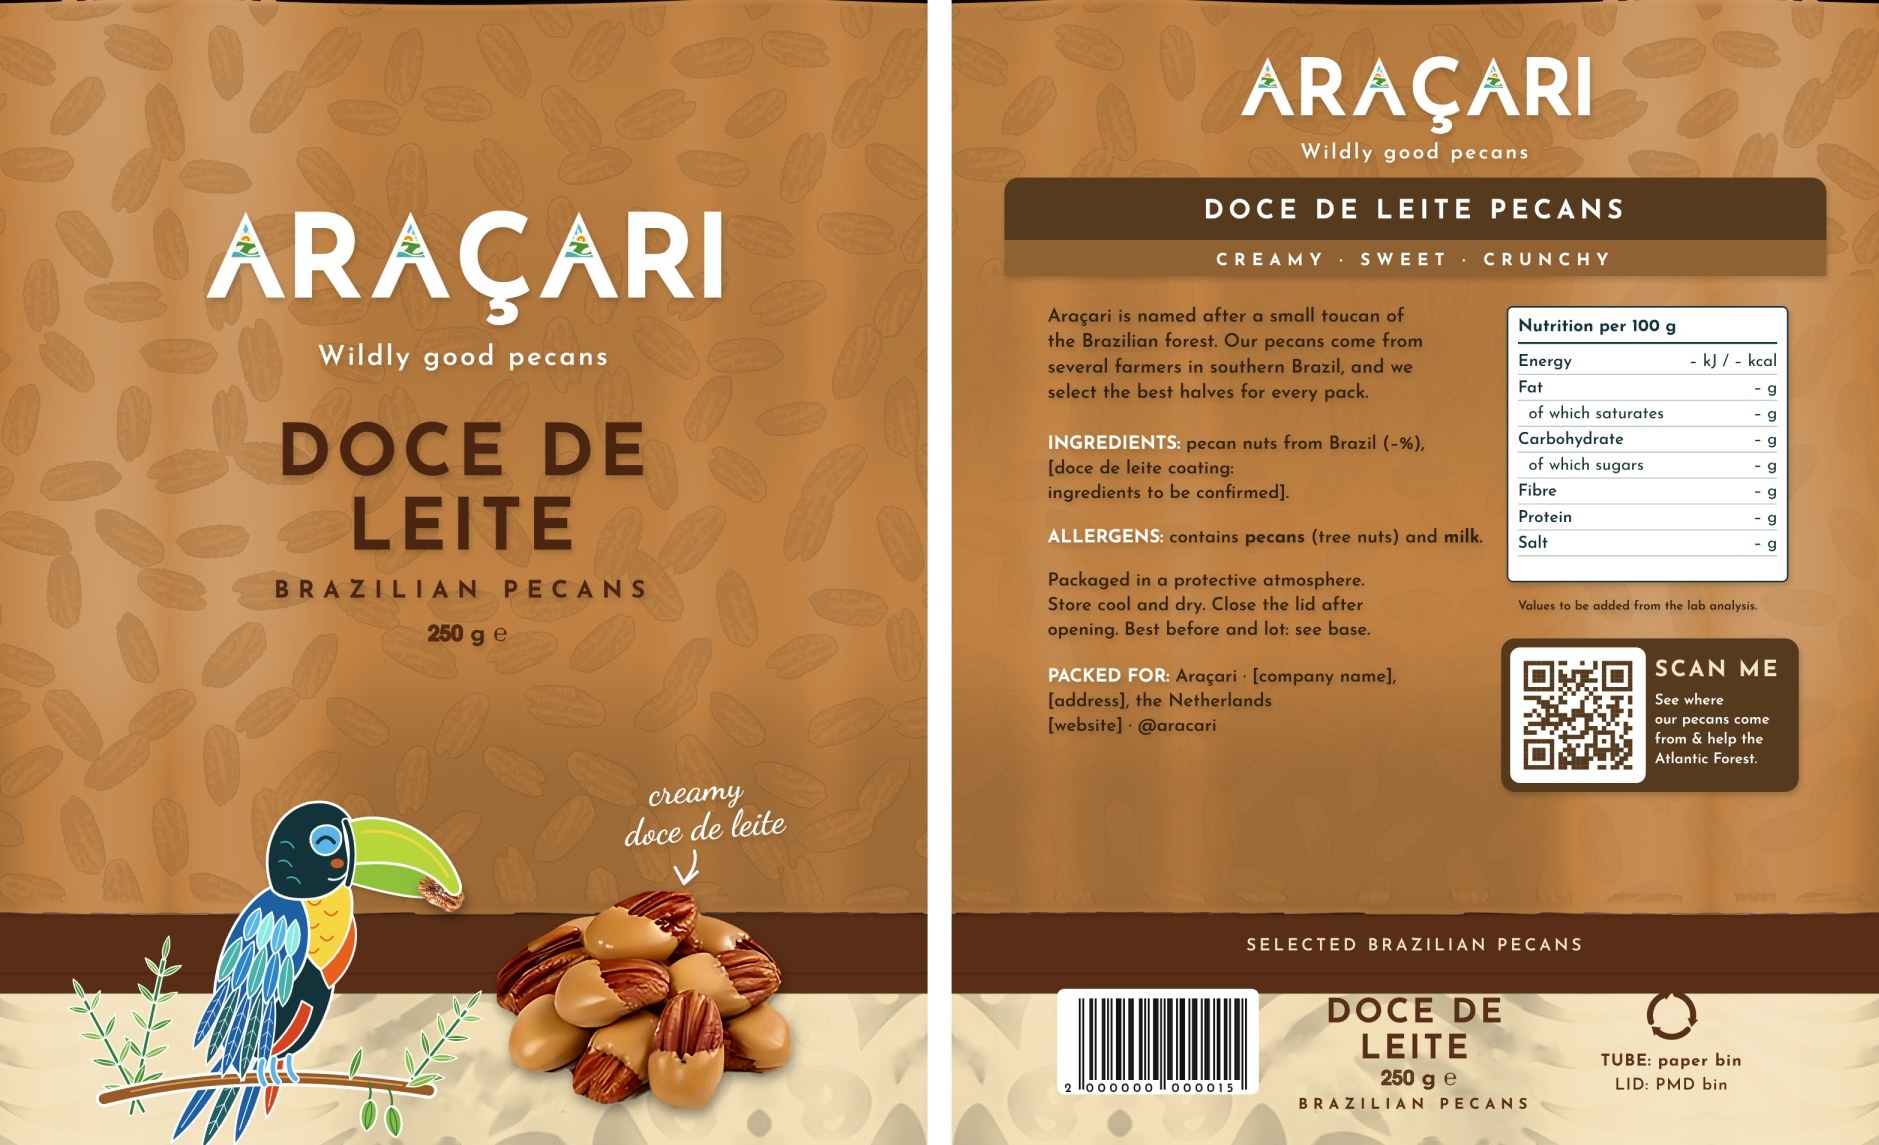 ARAÇARI
Wildly good pecans
DOCE DE
LEITE
BRAZILIAN PECANS
250 g ℮
creamy
doce de leite
ARAÇARI
Wildly good pecans
DOCE DE LEITE PECANS
CREAMY · SWEET · CRUNCHY
Araçari is named after a small toucan of
the Brazilian forest. Our pecans come from
several farmers in southern Brazil, and we
select the best halves for every pack.
INGREDIENTS: pecan nuts from Brazil (–%),
[doce de leite coating:
ingredients to be confirmed].
ALLERGENS: contains pecans (tree nuts) and milk.
Packaged in a protective atmosphere.
Store cool and dry. Close the lid after
opening. Best before and lot: see base.
PACKED FOR: Araçari · [company name],
[address], the Netherlands
[website] · @aracari
Nutrition per 100 g
Energy – kJ / – kcal
Fat – g
of which saturates – g
Carbohydrate – g
of which sugars – g
Fibre – g
Protein – g
Salt – g
Values to be added from the lab analysis.
SCAN ME
See where
our pecans come
from & help the
Atlantic Forest.
SELECTED BRAZILIAN PECANS
2 000000 000015
DOCE DE
LEITE
250 g ℮
BRAZILIAN PECANS
TUBE: paper bin
LID: PMD bin